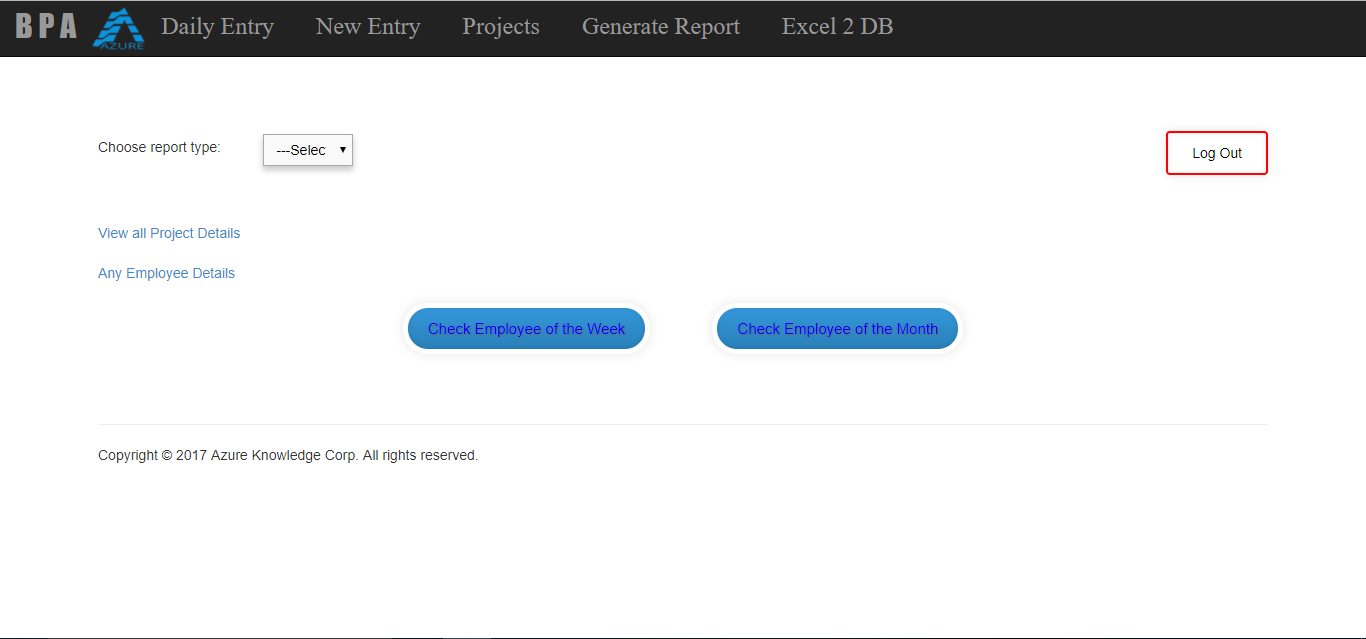 BPA AZURE Daily Entry New Entry Projects Generate Report Excel 2 DB
Choose report type: ---Selec Log Out
View all Project Details
Any Employee Details
Check Employee of the Week Check Employee of the Month
Copyright © 2017 Azure Knowledge Corp. All rights reserved.